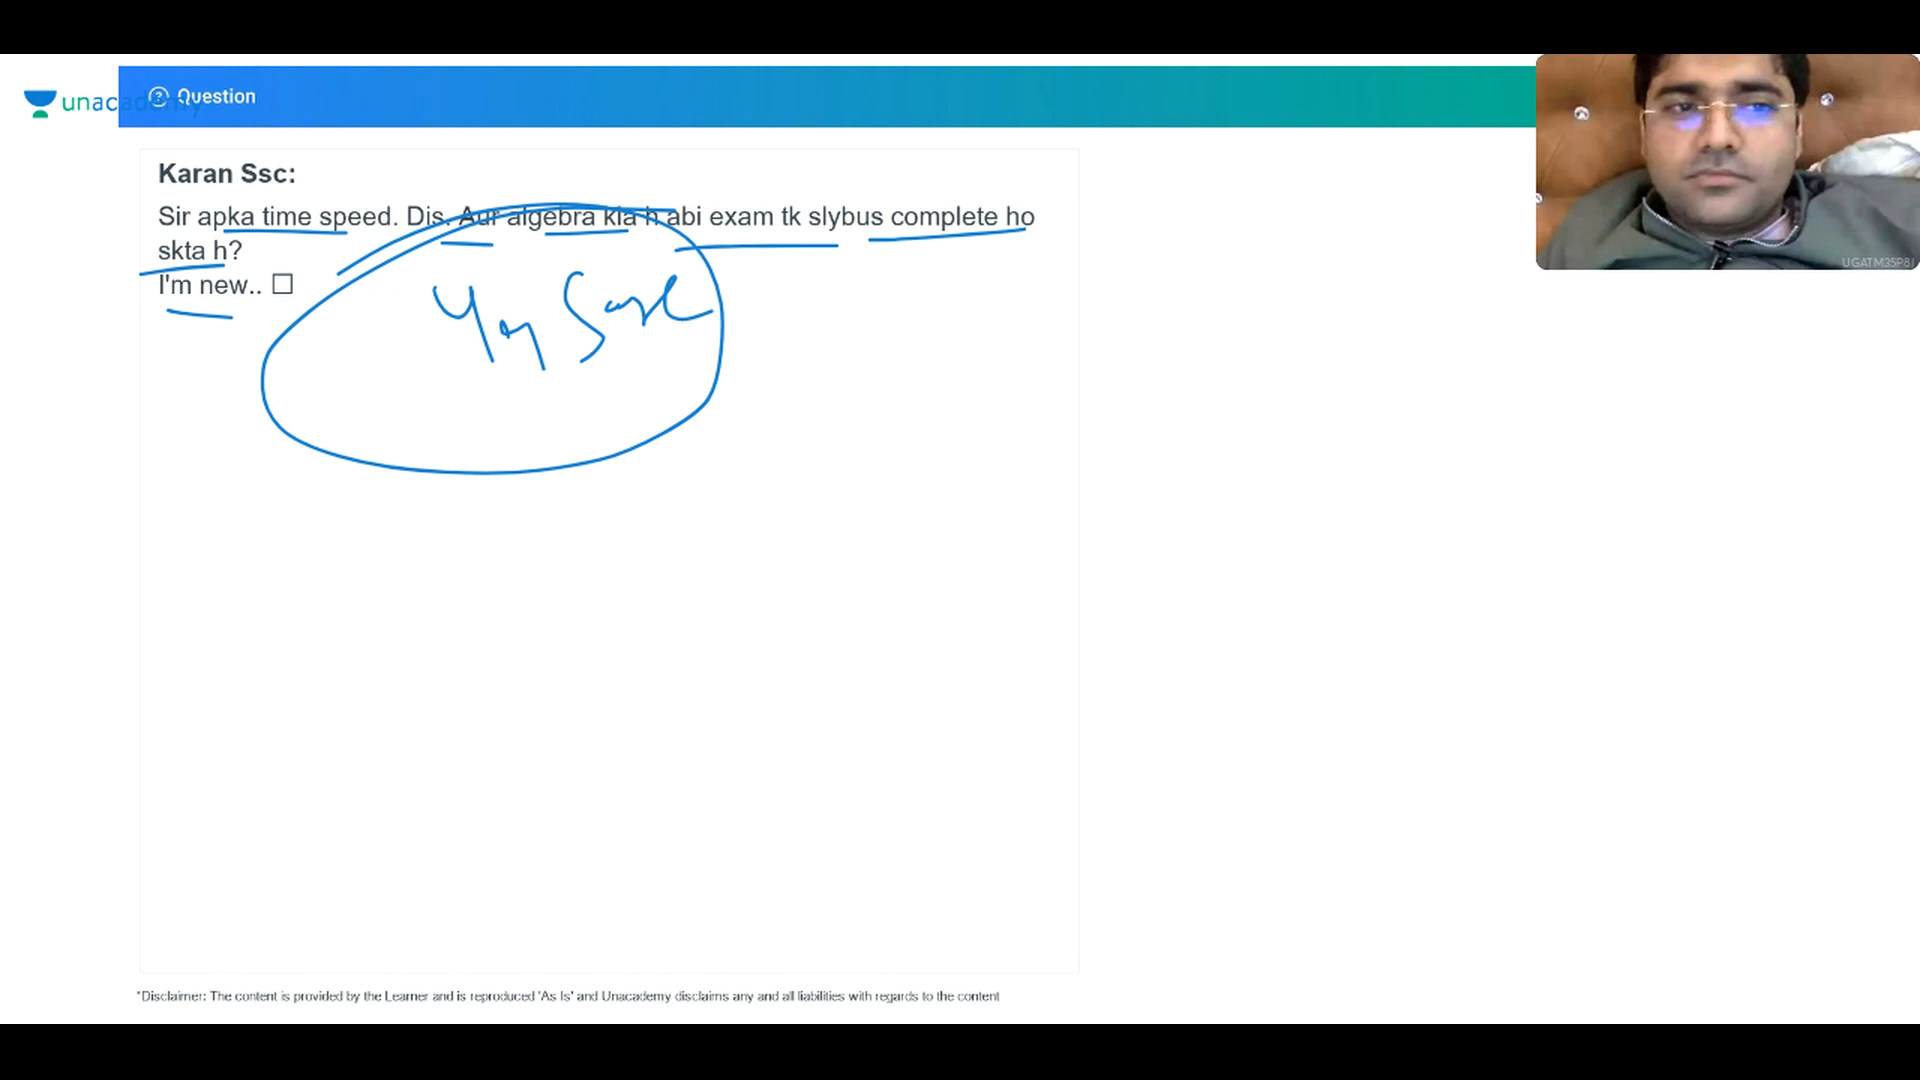 unacademy
Question
Karan Ssc:
Sir apka time speed. Dis. Aur algebra kia h abi exam tk slybus complete ho
skta h?
I'm new.. ☐
UGATM35P8I
*Disclaimer: The content is provided by the Learner and is reproduced 'As Is' and Unacademy disclaims any and all liabilities with regards to the content